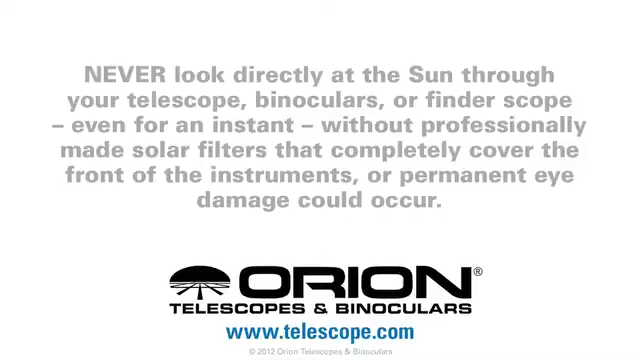 NEVER look directly at the Sun through
your telescope, binoculars, or finder scope
– even for an instant – without professionally
made solar filters that completely cover the
front of the instruments, or permanent eye
damage could occur.
ORION®
TELESCOPES & BINOCULARS
www.telescope.com
© 2012 Orion Telescopes & Binoculars